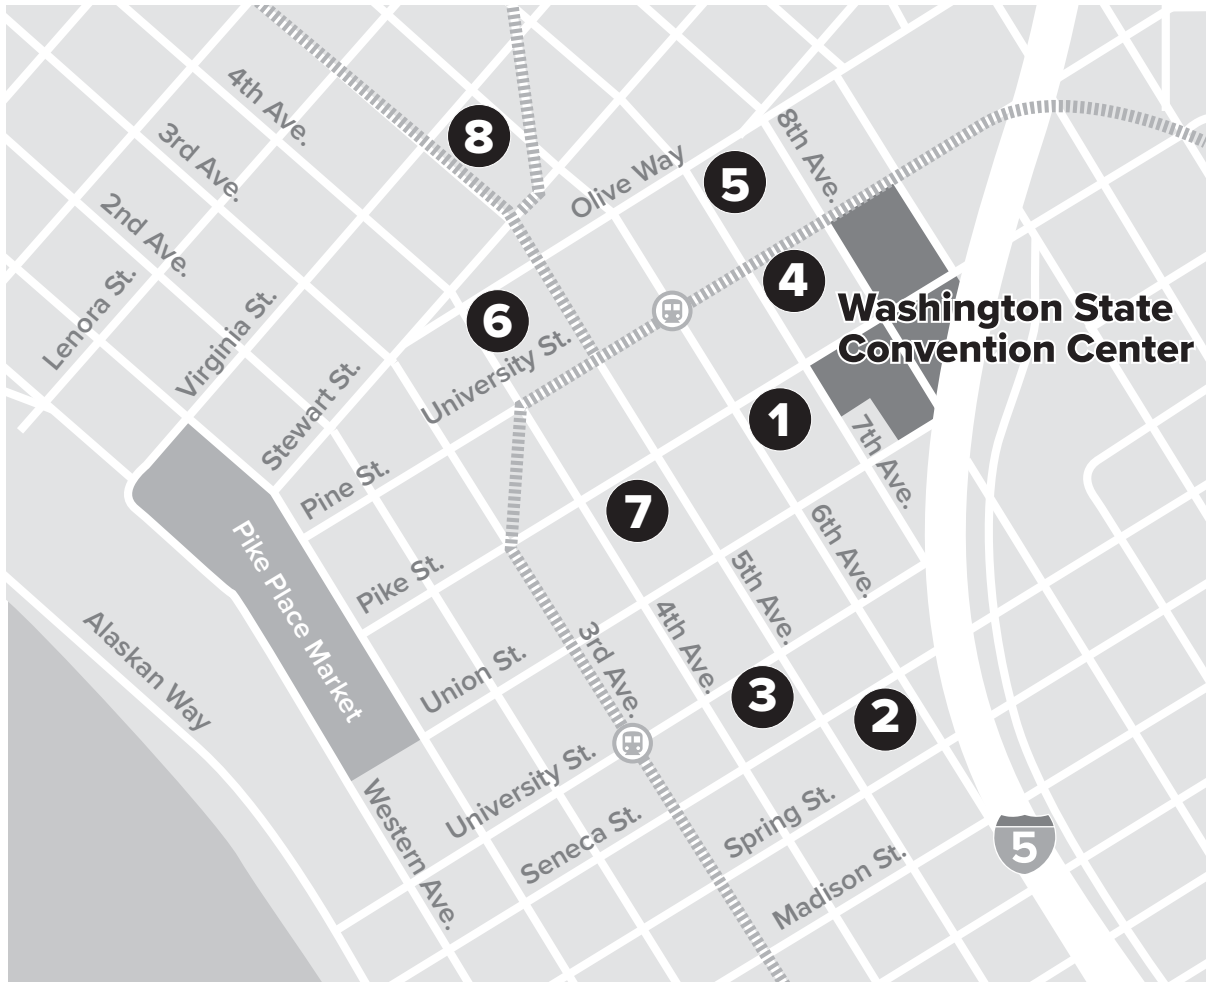 4th Ave.
8
8th Ave.
3rd Ave.
Olive Way
5
2nd Ave.
Lenora St.
4
Virginia St.
6
Washington State
Convention Center
University St.
Stewart St.
1
7th Ave.
Pine St.
7
Pike Place Market
6th Ave.
Pike St.
5th Ave.
Alaskan Way
4th Ave.
3rd Ave.
Union St.
3
2
University St.
Western Ave.
Spring St.
Seneca St.
5
Madison St.